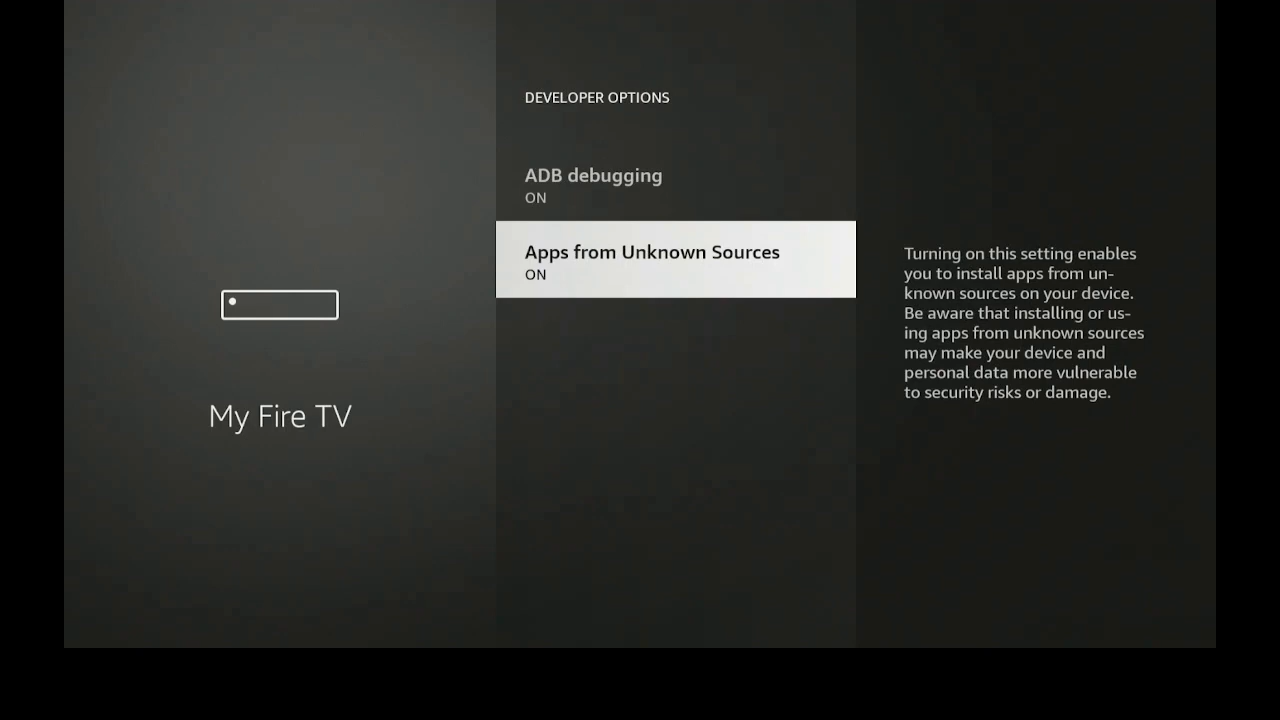 DEVELOPER OPTIONS
ADB debugging
ON
Apps from Unknown Sources
ON
My Fire TV
Turning on this setting enables
you to install apps from un-
known sources on your device.
Be aware that installing or us-
ing apps from unknown sources
may make your device and
personal data more vulnerable
to security risks or damage.